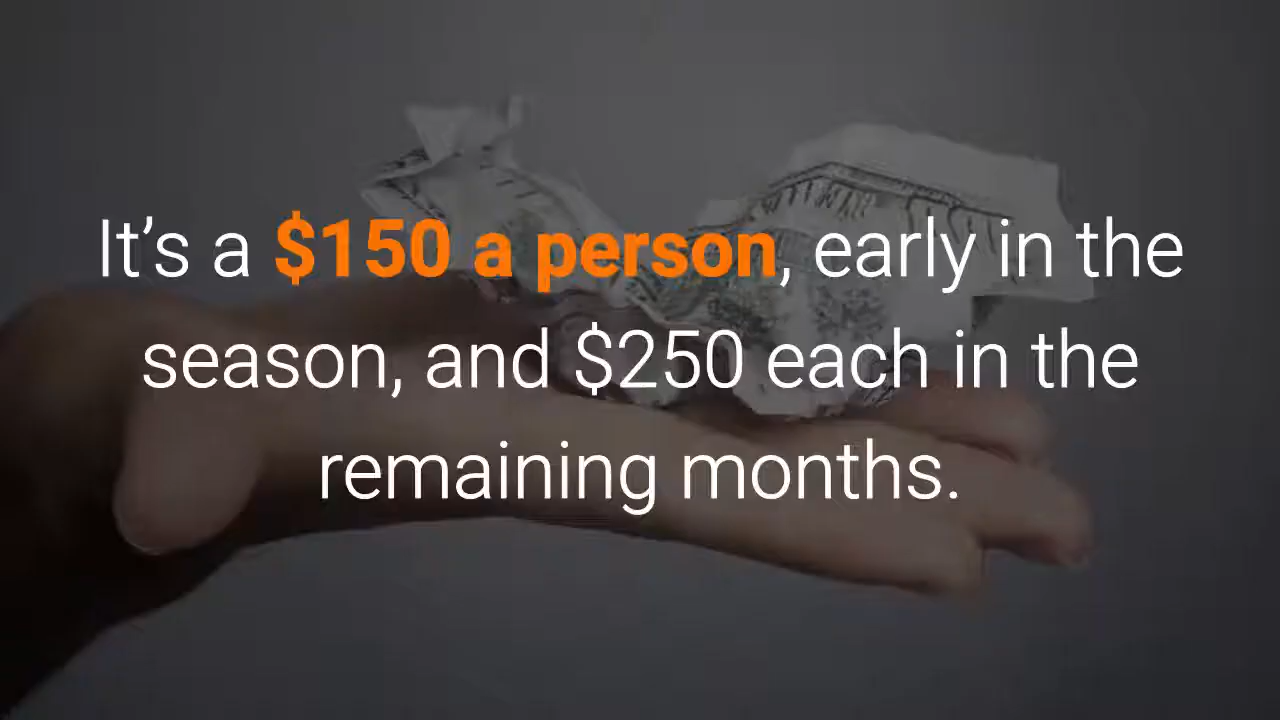 It’s a $150 a person, early in the
season, and $250 each in the
remaining months.